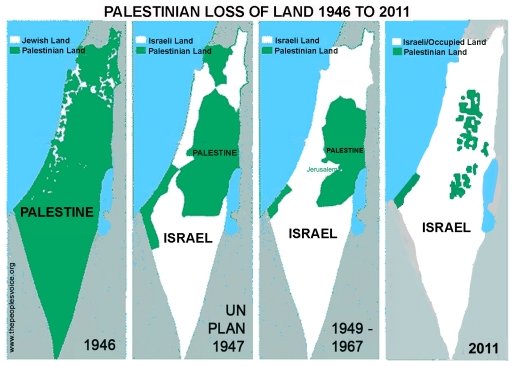 PALESTINIAN LOSS OF LAND 1946 TO 2011
Jewish Land
Palestinian Land
PALESTINE
www.thepeoplesvoice.org
1946
Israeli Land
Palestinian Land
PALESTINE
ISRAEL
UN
PLAN
1947
Israeli Land
Palestinian Land
PALESTINE
Jerusalem
ISRAEL
1949 -
1967
Israeli/Occupied Land
Palestinian Land
ISRAEL
2011